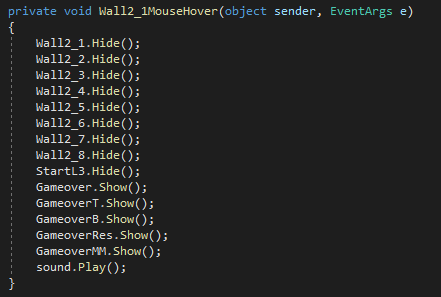 private void Wall2_1MouseHover(object sender, EventArgs e)
{
Wall2_1.Hide();
Wall2_2.Hide();
Wall2_3.Hide();
Wall2_4.Hide();
Wall2_5.Hide();
Wall2_6.Hide();
Wall2_7.Hide();
Wall2_8.Hide();
StartL3.Hide();
Gameover.Show();
GameoverT.Show();
GameoverB.Show();
GameoverRes.Show();
GameoverMM.Show();
sound.Play();
}